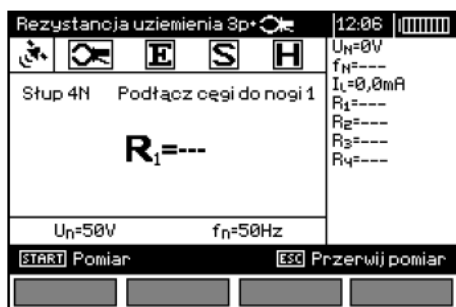 Rezystancja uziemienia 3p+ 12:06
E S H
Słup 4N Podłącz cęgi do nogi 1
R1=---
Un=50V fn=50Hz
UN=0V
fN=---
IL=0,0mA
R1=---
R2=---
R3=---
R4=---
START Pomiar ESC Przerwij pomiar